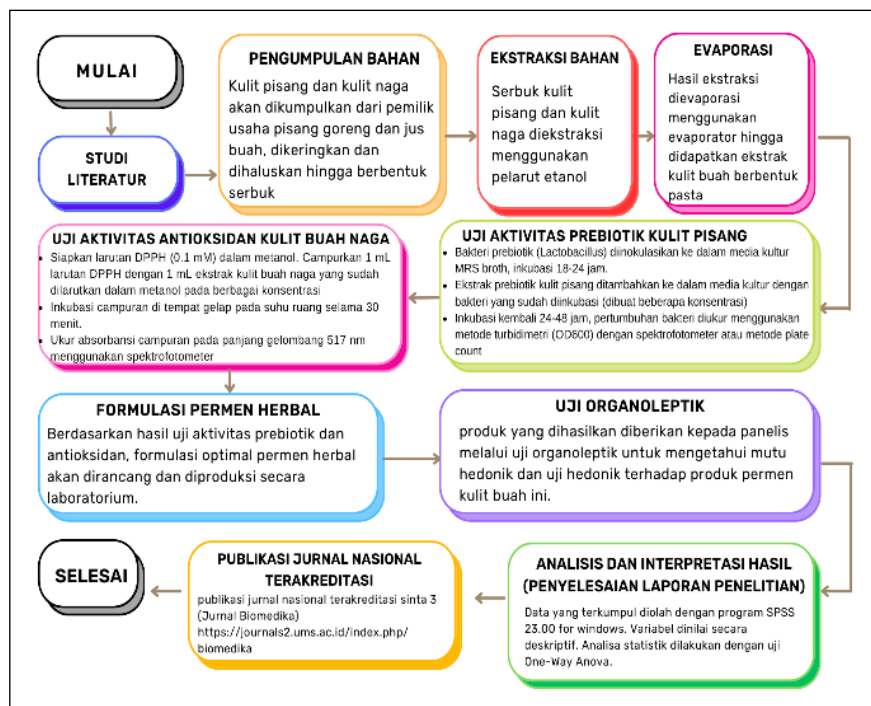 MULAI
STUDI
LITERATUR
PENGUMPULAN BAHAN
Kulit pisang dan kulit naga
akan dikumpulkan dari pemilik
usaha pisang goreng dan jus
buah, dikeringkan dan
dihaluskan hingga berbentuk
serbuk
EKSTRAKSI BAHAN
Serbuk kulit
pisang dan kulit
naga diekstraksi
menggunakan
pelarut etanol
EVAPORASI
Hasil ekstraksi
dievaporasi
menggunakan
evaporator hingga
didapatkan ekstrak
kulit buah berbentuk
pasta
UJI AKTIVITAS PREBIOTIK KULIT PISANG
• Bakteri prebiotik (Lactobacillus) diinokulasikan ke dalam media kultur
MRS broth, inkubasi 18-24 jam.
• Ekstrak prebiotik kulit pisang ditambahkan ke dalam media kultur dengan
bakteri yang sudah diinkubasi (dibuat beberapa konsentrasi)
• Inkubasi kembali 24-48 jam, pertumbuhan bakteri diukur menggunakan
metode turbidimetri (OD600) dengan spektrofotometer atau metode plate
count
UJI AKTIVITAS ANTIOKSIDAN KULIT BUAH NAGA
• Siapkan larutan DPPH (0.1 mM) dalam metanol. Campurkan 1 mL
larutan DPPH dengan 1 mL ekstrak kulit buah naga yang sudah
dilarutkan dalam metanol pada berbagai konsentrasi
• Inkubasi campuran di tempat gelap pada suhu ruang selama 30
menit.
• Ukur absorbansi campuran pada panjang gelombang 517 nm
menggunakan spektrofotometer
FORMULASI PERMEN HERBAL
Berdasarkan hasil uji aktivitas prebiotik dan
antioksidan, formulasi optimal permen herbal
akan dirancang dan diproduksi secara
laboratorium.
UJI ORGANOLEPTIK
produk yang dihasilkan diberikan kepada panelis
melalui uji organoleptik untuk mengetahui mutu
hedonik dan uji hedonik terhadap produk permen
kulit buah ini.
ANALISIS DAN INTERPRETASI HASIL
(PENYELESAIAN LAPORAN PENELITIAN)
Data yang terkumpul diolah dengan program SPSS
23.00 for windows. Variabel dinilai secara
deskriptif. Analisa statistik dilakukan dengan uji
One-Way Anova.
PUBLIKASI JURNAL NASIONAL
TERAKREDITASI
publikasi jurnal nasional terakreditasi sinta 3
(Jurnal Biomedika)
https://journals2.ums.ac.id/index.php/
biomedika
SELESAI